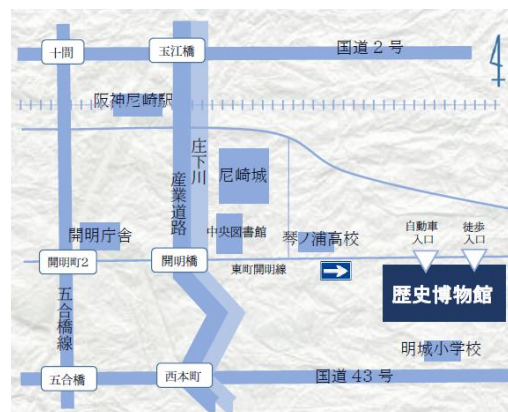 十間
玉江橋
国道２号
阪神尼崎駅
庄下川
産業道路
尼崎城
開明庁舎
中央図書館
琴ノ浦高校
自動車
入口
徒歩
入口
開明町2
開明橋
東町開明線
歴史博物館
五合橋線
明城小学校
五合橋
西本町
国道 43 号